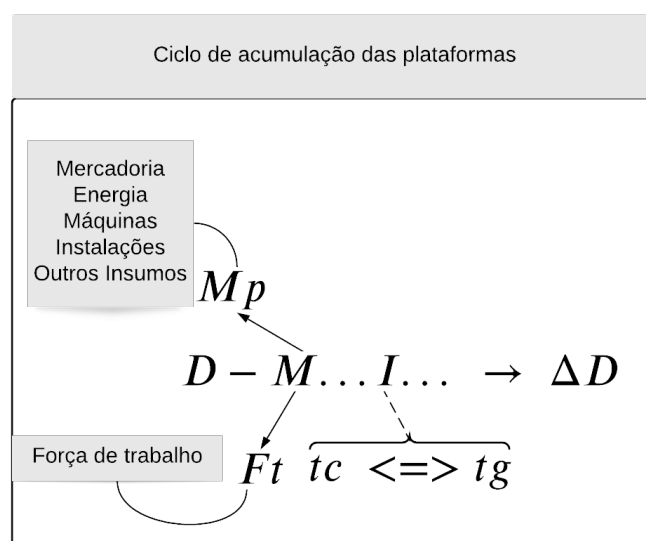 Ciclo de acumulação das plataformas
Mercadoria
Energia
Máquinas
Instalações
Outros Insumos
Mp
D – M... I... → ΔD
Força de trabalho
Ft
tc <=> tg